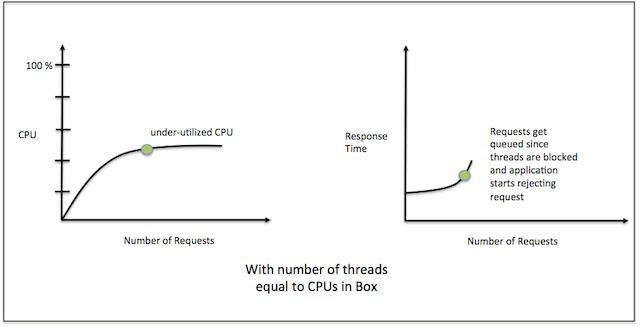 100 %
CPU
under-utilized CPU
Number of Requests
Response
Time
Requests get
queued since
threads are blocked
and application
starts rejecting
request
Number of Requests
With number of threads
equal to CPUs in Box